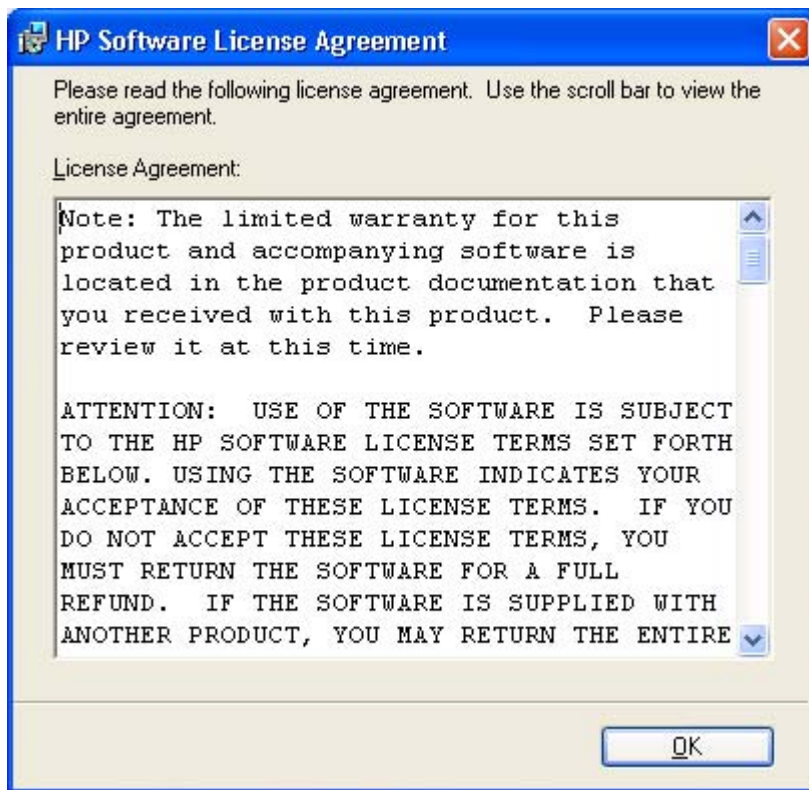 HP Software License Agreement
Please read the following license agreement. Use the scroll bar to view the
entire agreement.
License Agreement:
Note: The limited warranty for this
product and accompanying software is
located in the product documentation that
you received with this product.  Please
review it at this time.
ATTENTION:  USE OF THE SOFTWARE IS SUBJECT
TO THE HP SOFTWARE LICENSE TERMS SET FORTH
BELOW. USING THE SOFTWARE INDICATES YOUR
ACCEPTANCE OF THESE LICENSE TERMS.  IF YOU
DO NOT ACCEPT THESE LICENSE TERMS, YOU
MUST RETURN THE SOFTWARE FOR A FULL
REFUND.  IF THE SOFTWARE IS SUPPLIED WITH
ANOTHER PRODUCT, YOU MAY RETURN THE ENTIRE
OK